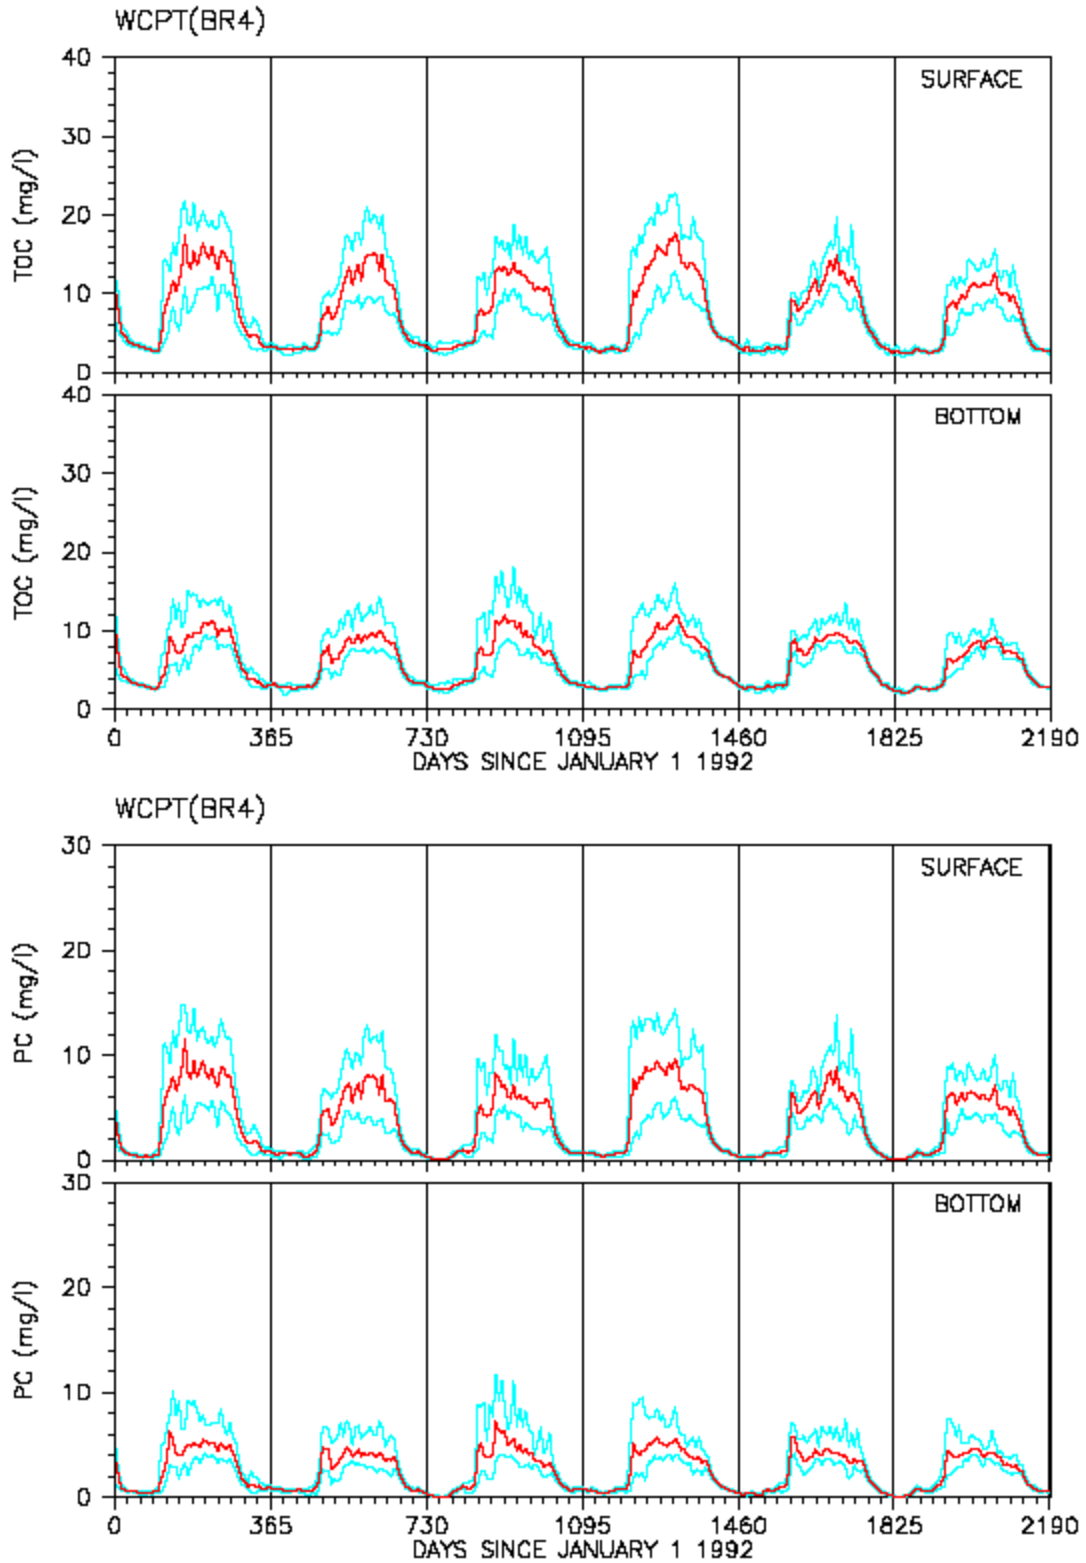 WCPT(BR4)
SURFACE
TOC (mg/l)
40
30
20
10
0
BOTTOM
TOC (mg/l)
40
30
20
10
0
0 365 730 1095 1460 1825 2190
DAYS SINCE JANUARY 1 1992
WCPT(BR4)
SURFACE
PC (mg/l)
30
20
10
0
BOTTOM
PC (mg/l)
30
20
10
0
0 365 730 1095 1460 1825 2190
DAYS SINCE JANUARY 1 1992